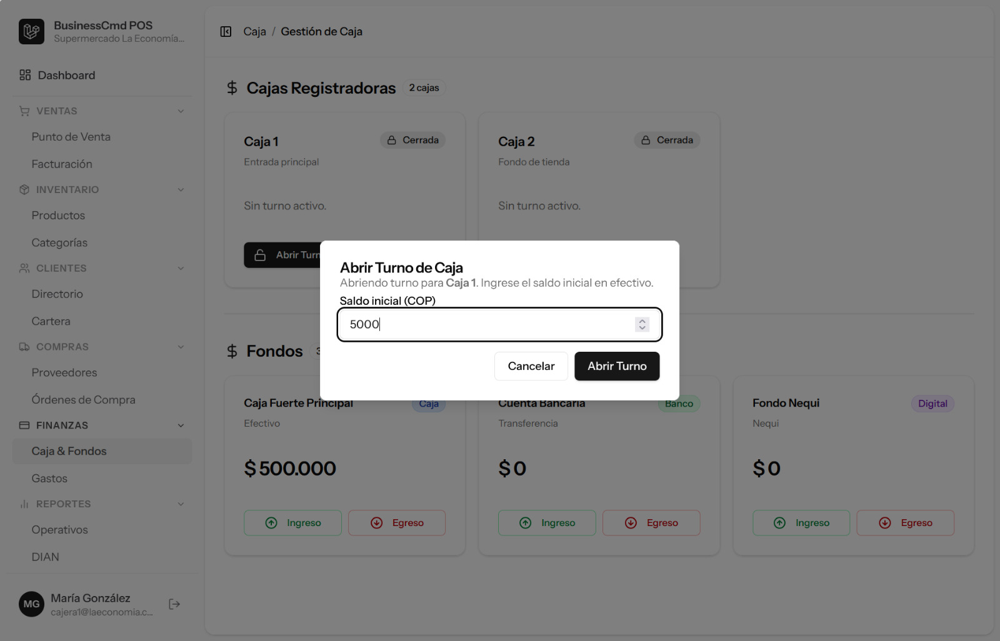 BusinessCmd POS
Supermercado La Economía...
Dashboard
VENTAS
Punto de Venta
Facturación
INVENTARIO
Productos
Categorías
CLIENTES
Directorio
Cartera
COMPRAS
Proveedores
Órdenes de Compra
FINANZAS
Caja & Fondos
Gastos
REPORTES
Operativos
DIAN
MG
María González
cajera1@laeconomia.c...
Caja / Gestión de Caja
$ Cajas Registradoras 2 cajas
Caja 1 Cerrada
Entrada principal
Sin turno activo.
Abrir Turn
Caja 2 Cerrada
Fondo de tienda
Sin turno activo.
Abrir Turno de Caja
Abriendo turno para Caja 1. Ingrese el saldo inicial en efectivo.
Saldo inicial (COP)
5000
Cancelar Abrir Turno
$ Fondos 3
Caja Fuerte Principal Caja
Efectivo
$ 500.000
Ingreso Egreso
Cuenta Bancaria Banco
Transferencia
$ 0
Ingreso Egreso
Fondo Nequi Digital
Nequi
$ 0
Ingreso Egreso